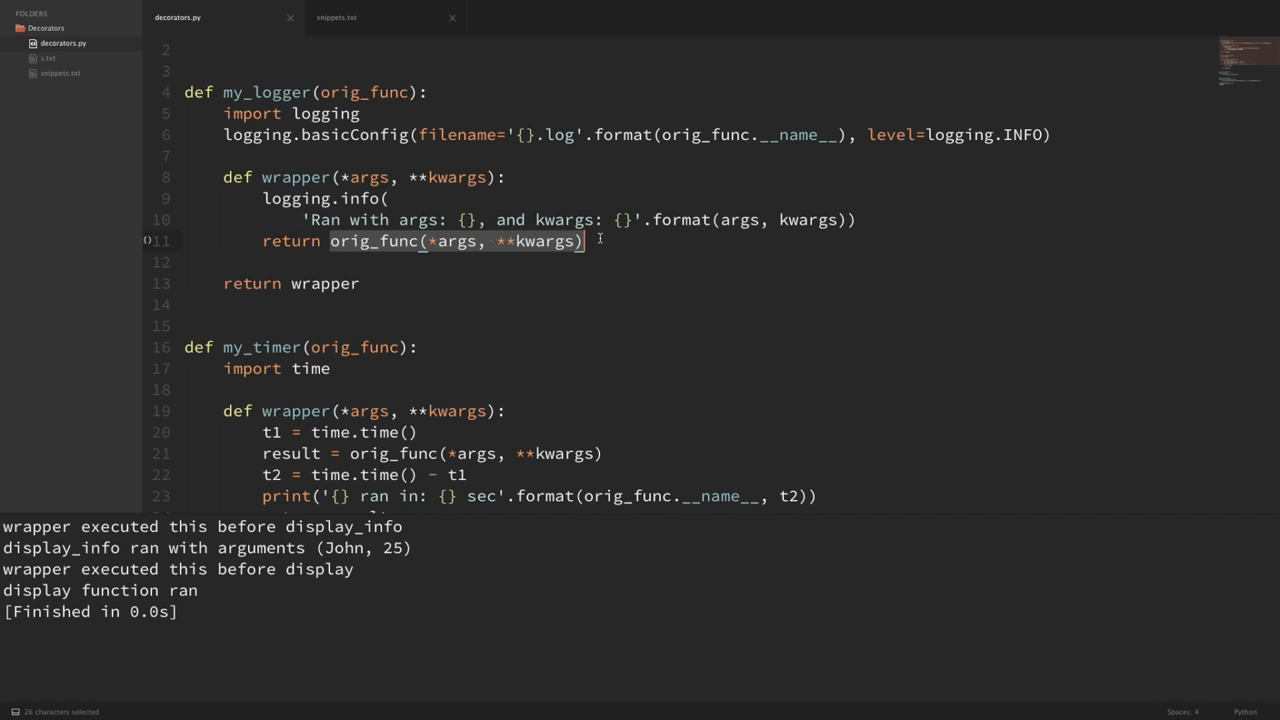 FOLDERS
Decorators
decorators.py
s.txt
snippets.txt
decorators.py
snippets.txt
2
3
4 def my_logger(orig_func):
5 import logging
6 logging.basicConfig(filename='{}.log'.format(orig_func.__name__), level=logging.INFO)
7
8 def wrapper(*args, **kwargs):
9 logging.info(
10 'Ran with args: {}, and kwargs: {}'.format(args, kwargs))
11 return orig_func(*args, **kwargs)
12
13 return wrapper
14
15
16 def my_timer(orig_func):
17 import time
18
19 def wrapper(*args, **kwargs):
20 t1 = time.time()
21 result = orig_func(*args, **kwargs)
22 t2 = time.time() - t1
23 print('{} ran in: {} sec'.format(orig_func.__name__, t2))
wrapper executed this before display_info
display_info ran with arguments (John, 25)
wrapper executed this before display
display function ran
[Finished in 0.0s]
26 characters selected
Spaces: 4
Python